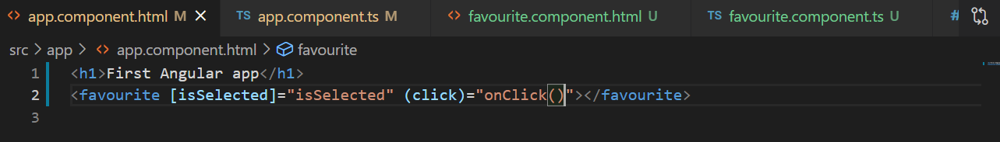 <> app.component.html M × TS app.component.ts M <> favourite.component.html U TS favourite.component.ts U #
src > app > <> app.component.html > favourite
1 <h1>First Angular app</h1>
2 <favourite [isSelected]="isSelected" (click)="onClick()"></favourite>
3